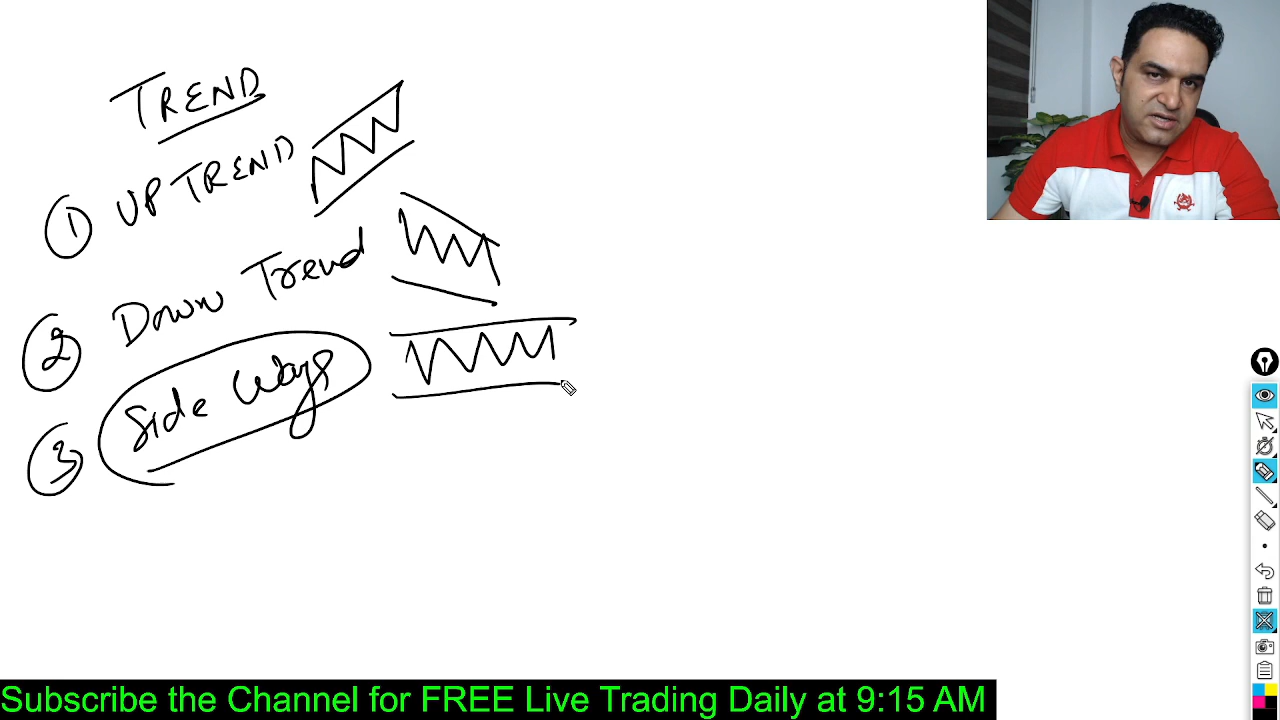 TREND
1 UPTREND
2 Down Trend
3 Side Ways
Subscribe the Channel for FREE Live Trading Daily at 9:15 AM